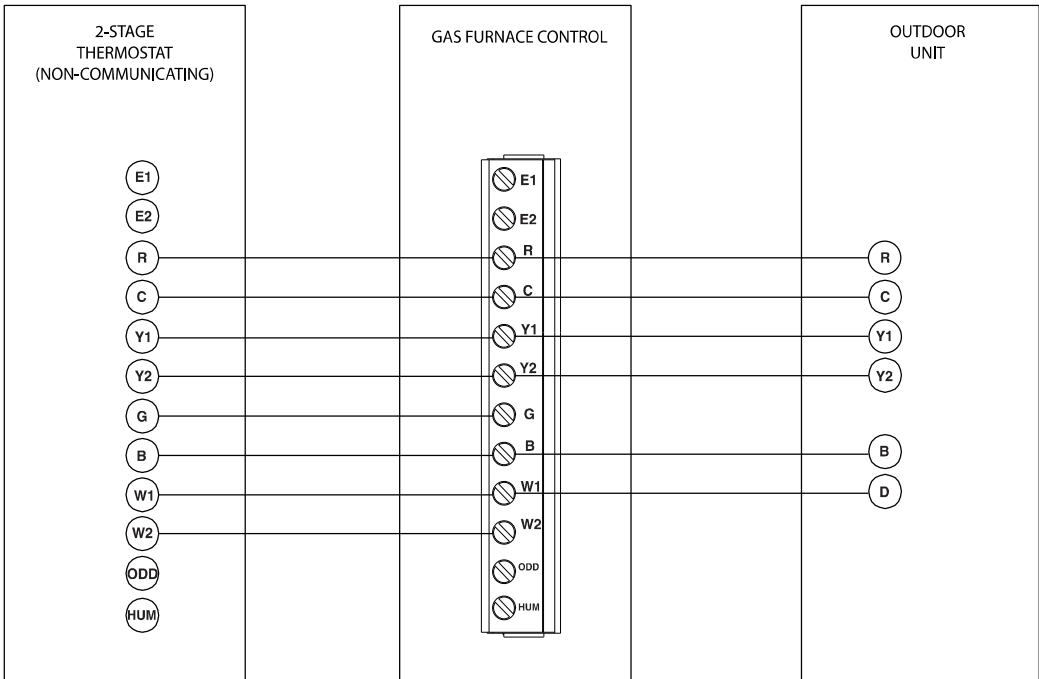 2-STAGE
THERMOSTAT
(NON-COMMUNICATING)
E1
E2
R
C
Y1
Y2
G
B
W1
W2
ODD
HUM
GAS FURNACE CONTROL
E1
E2
R
C
Y1
Y2
G
B
W1
W2
ODD
HUM
OUTDOOR
UNIT
R
C
Y1
Y2
B
D